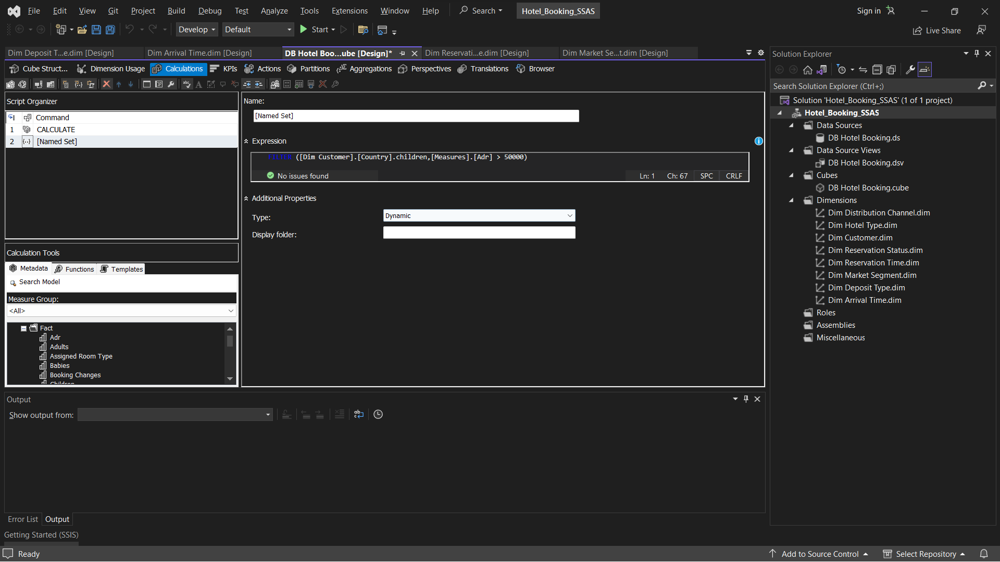 File Edit View Git Project Build Debug Test Analyze Tools Extensions Window Help Search Hotel_Booking_SSAS Sign in
Develop Default Start Live Share
Dim Deposit T...e.dim [Design] Dim Arrival Time.dim [Design] DB Hotel Boo...ube [Design]* Dim Reservati...e.dim [Design] Dim Market Se...t.dim [Design]
Cube Struct... Dimension Usage Calculations KPIs Actions Partitions Aggregations Perspectives Translations Browser
Script Organizer
Command
1 CALCULATE
2 [Named Set]
Calculation Tools
Metadata Functions Templates
Search Model
Measure Group:
<All>
Fact
Adr
Adults
Assigned Room Type
Babies
Booking Changes
Children
Name:
[Named Set]
Expression
FILTER ([Dim Customer].[Country].children,[Measures].[Adr] > 50000)
No issues found Ln: 1 Ch: 67 SPC CRLF
Additional Properties
Type: Dynamic
Display folder:
Output
Show output from:
Error List Output
Getting Started (SSIS)
Solution Explorer
Search Solution Explorer (Ctrl+;)
Solution 'Hotel_Booking_SSAS' (1 of 1 project)
Hotel_Booking_SSAS
Data Sources
DB Hotel Booking.ds
Data Source Views
DB Hotel Booking.dsv
Cubes
DB Hotel Booking.cube
Dimensions
Dim Distribution Channel.dim
Dim Hotel Type.dim
Dim Customer.dim
Dim Reservation Status.dim
Dim Reservation Time.dim
Dim Market Segment.dim
Dim Deposit Type.dim
Dim Arrival Time.dim
Roles
Assemblies
Miscellaneous
Ready Add to Source Control Select Repository